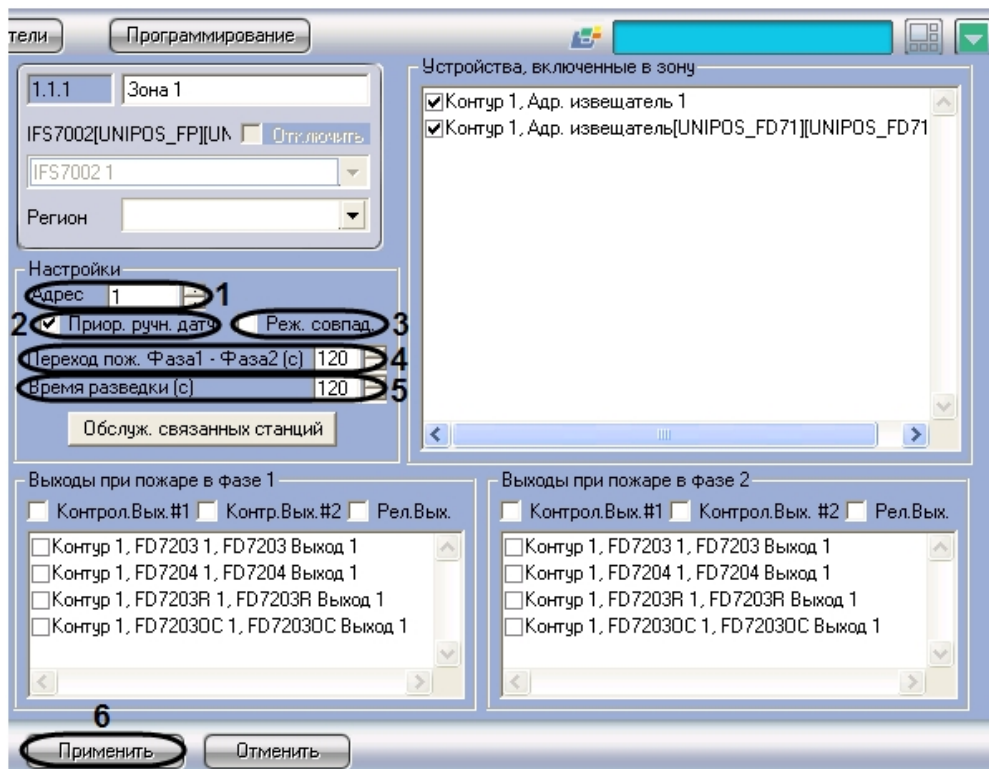 тели
Программирование
1.1.1
Зона 1
IFS7002[UNIPOS_FP][UN
Отключить
IFS7002 1
Регион
Устройства, включенные в зону
Контур 1, Адр. извещатель 1
Контур 1, Адр. извещатель[UNIPOS_FD71][UNIPOS_FD71
Настройки
Адрес 1 1
2 Приор. ручн. датч Реж. совпад. 3
Переход пож. Фаза1 - Фаза2 (с) 120 4
Время разведки (с) 120 5
Обслуж. связанных станций
Выходы при пожаре в фазе 1
Контрол.Вых.#1 Контр.Вых.#2 Рел.Вых.
Контур 1, FD7203 1, FD7203 Выход 1
Контур 1, FD7204 1, FD7204 Выход 1
Контур 1, FD7203R 1, FD7203R Выход 1
Контур 1, FD7203OC 1, FD7203OC Выход 1
Выходы при пожаре в фазе 2
Контрол.Вых.#1 Контрол.Вых. #2 Рел.Вых.
Контур 1, FD7203 1, FD7203 Выход 1
Контур 1, FD7204 1, FD7204 Выход 1
Контур 1, FD7203R 1, FD7203R Выход 1
Контур 1, FD7203OC 1, FD7203OC Выход 1
6
Применить
Отменить